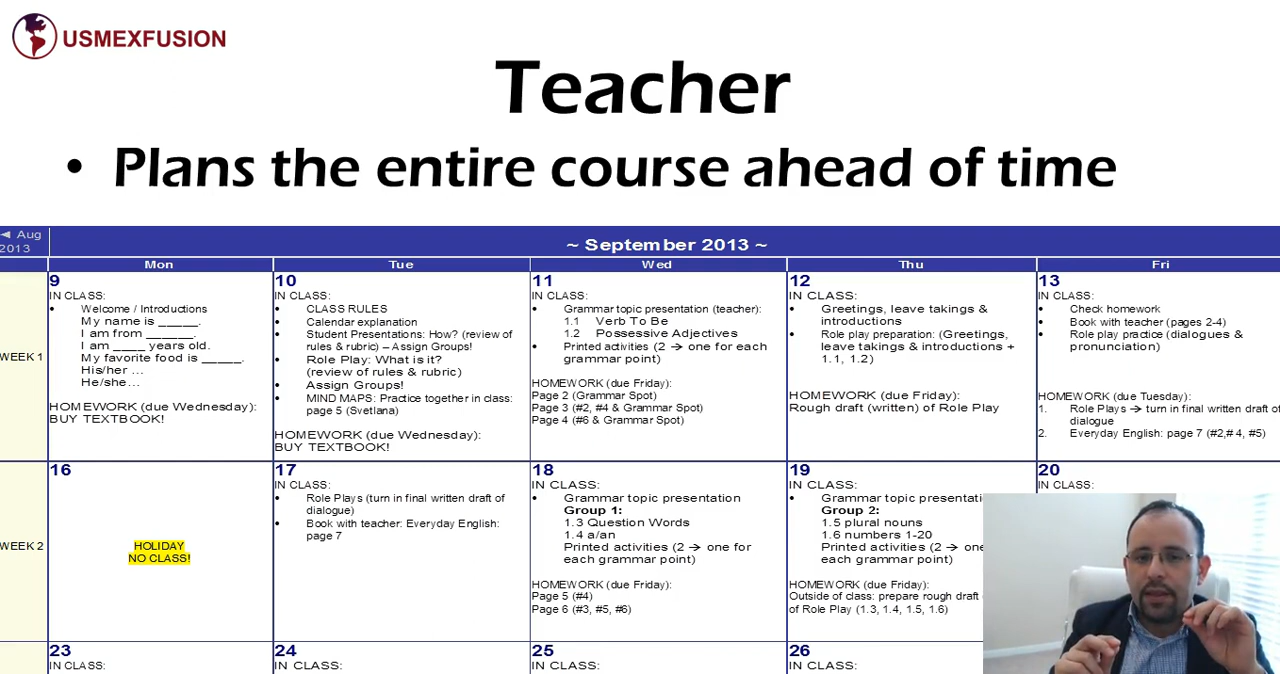 USMEXFUSION
Teacher
• Plans the entire course ahead of time
◄ Aug
2013
~ September 2013 ~
Mon Tue Wed Thu Fri
WEEK 1
9
IN CLASS:
• Welcome / Introductions
My name is _____.
I am from _______.
I am ____ years old.
My favorite food is _____.
His/her ...
He/she...
HOMEWORK (due Wednesday):
BUY TEXTBOOK!
10
IN CLASS:
• CLASS RULES
• Calendar explanation
• Student Presentations: How? (review of
rules & rubric) – Assign Groups!
• Role Play: What is it?
(review of rules & rubric)
• Assign Groups!
• MIND MAPS: Practice together in class:
page 5 (Svetlana)
HOMEWORK (due Wednesday):
BUY TEXTBOOK!
11
IN CLASS:
• Grammar topic presentation (teacher):
1.1 Verb To Be
1.2 Possessive Adjectives
• Printed activities (2 → one for each
grammar point)
HOMEWORK (due Friday):
Page 2 (Grammar Spot)
Page 3 (#2, #4 & Grammar Spot)
Page 4 (#6 & Grammar Spot)
12
IN CLASS:
• Greetings, leave takings &
introductions
• Role play preparation: (Greetings,
leave takings & introductions +
1.1, 1.2)
HOMEWORK (due Friday):
Rough draft (written) of Role Play
13
IN CLASS:
• Check homework
• Book with teacher (pages 2-4)
• Role play practice (dialogues &
pronunciation)
HOMEWORK (due Tuesday):
1. Role Plays → turn in final written draft of
dialogue
2. Everyday English: page 7 (#2,# 4, #5)
WEEK 2
16
HOLIDAY
NO CLASS!
17
IN CLASS:
• Role Plays (turn in final written draft of
dialogue)
• Book with teacher: Everyday English:
page 7
18
IN CLASS:
• Grammar topic presentation
Group 1:
1.3 Question Words
1.4 a/an
Printed activities (2 → one for
each grammar point)
HOMEWORK (due Friday):
Page 5 (#4)
Page 6 (#3, #5, #6)
19
IN CLASS:
• Grammar topic presentati
Group 2:
1.5 plural nouns
1.6 numbers 1-20
Printed activities (2 → one
each grammar point)
HOMEWORK (due Friday):
Outside of class: prepare rough draft
of Role Play (1.3, 1.4, 1.5, 1.6)
20
IN CLASS:
23
IN CLASS:
24
IN CLASS:
25
IN CLASS:
26
IN CLASS: